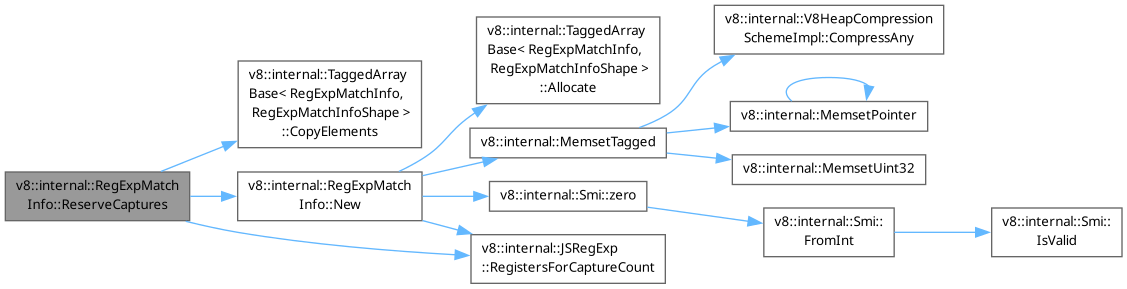 v8::internal::RegExpMatch
Info::ReserveCaptures
v8::internal::TaggedArray
Base< RegExpMatchInfo,
RegExpMatchInfoShape >
::CopyElements
v8::internal::RegExpMatch
Info::New
v8::internal::TaggedArray
Base< RegExpMatchInfo,
RegExpMatchInfoShape >
::Allocate
v8::internal::MemsetTagged
v8::internal::Smi::zero
v8::internal::JSRegExp
::RegistersForCaptureCount
v8::internal::V8HeapCompression
SchemeImpl::CompressAny
v8::internal::MemsetPointer
v8::internal::MemsetUint32
v8::internal::Smi::
FromInt
v8::internal::Smi::
IsValid